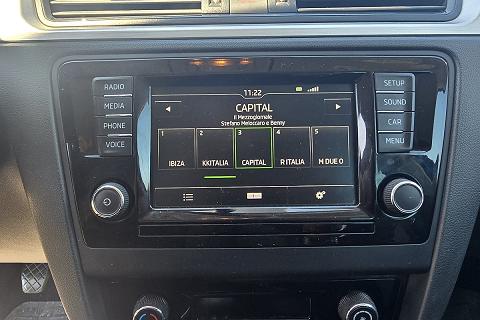 RADIO
MEDIA
PHONE
VOICE
11:22
CAPITAL
Il Mezzogiornale
Stefano Meloccaro e Benny
1 2 3 4 5
IBIZA KKITALIA CAPITAL R ITALIA M DUE O
SETUP
SOUND
CAR
MENU